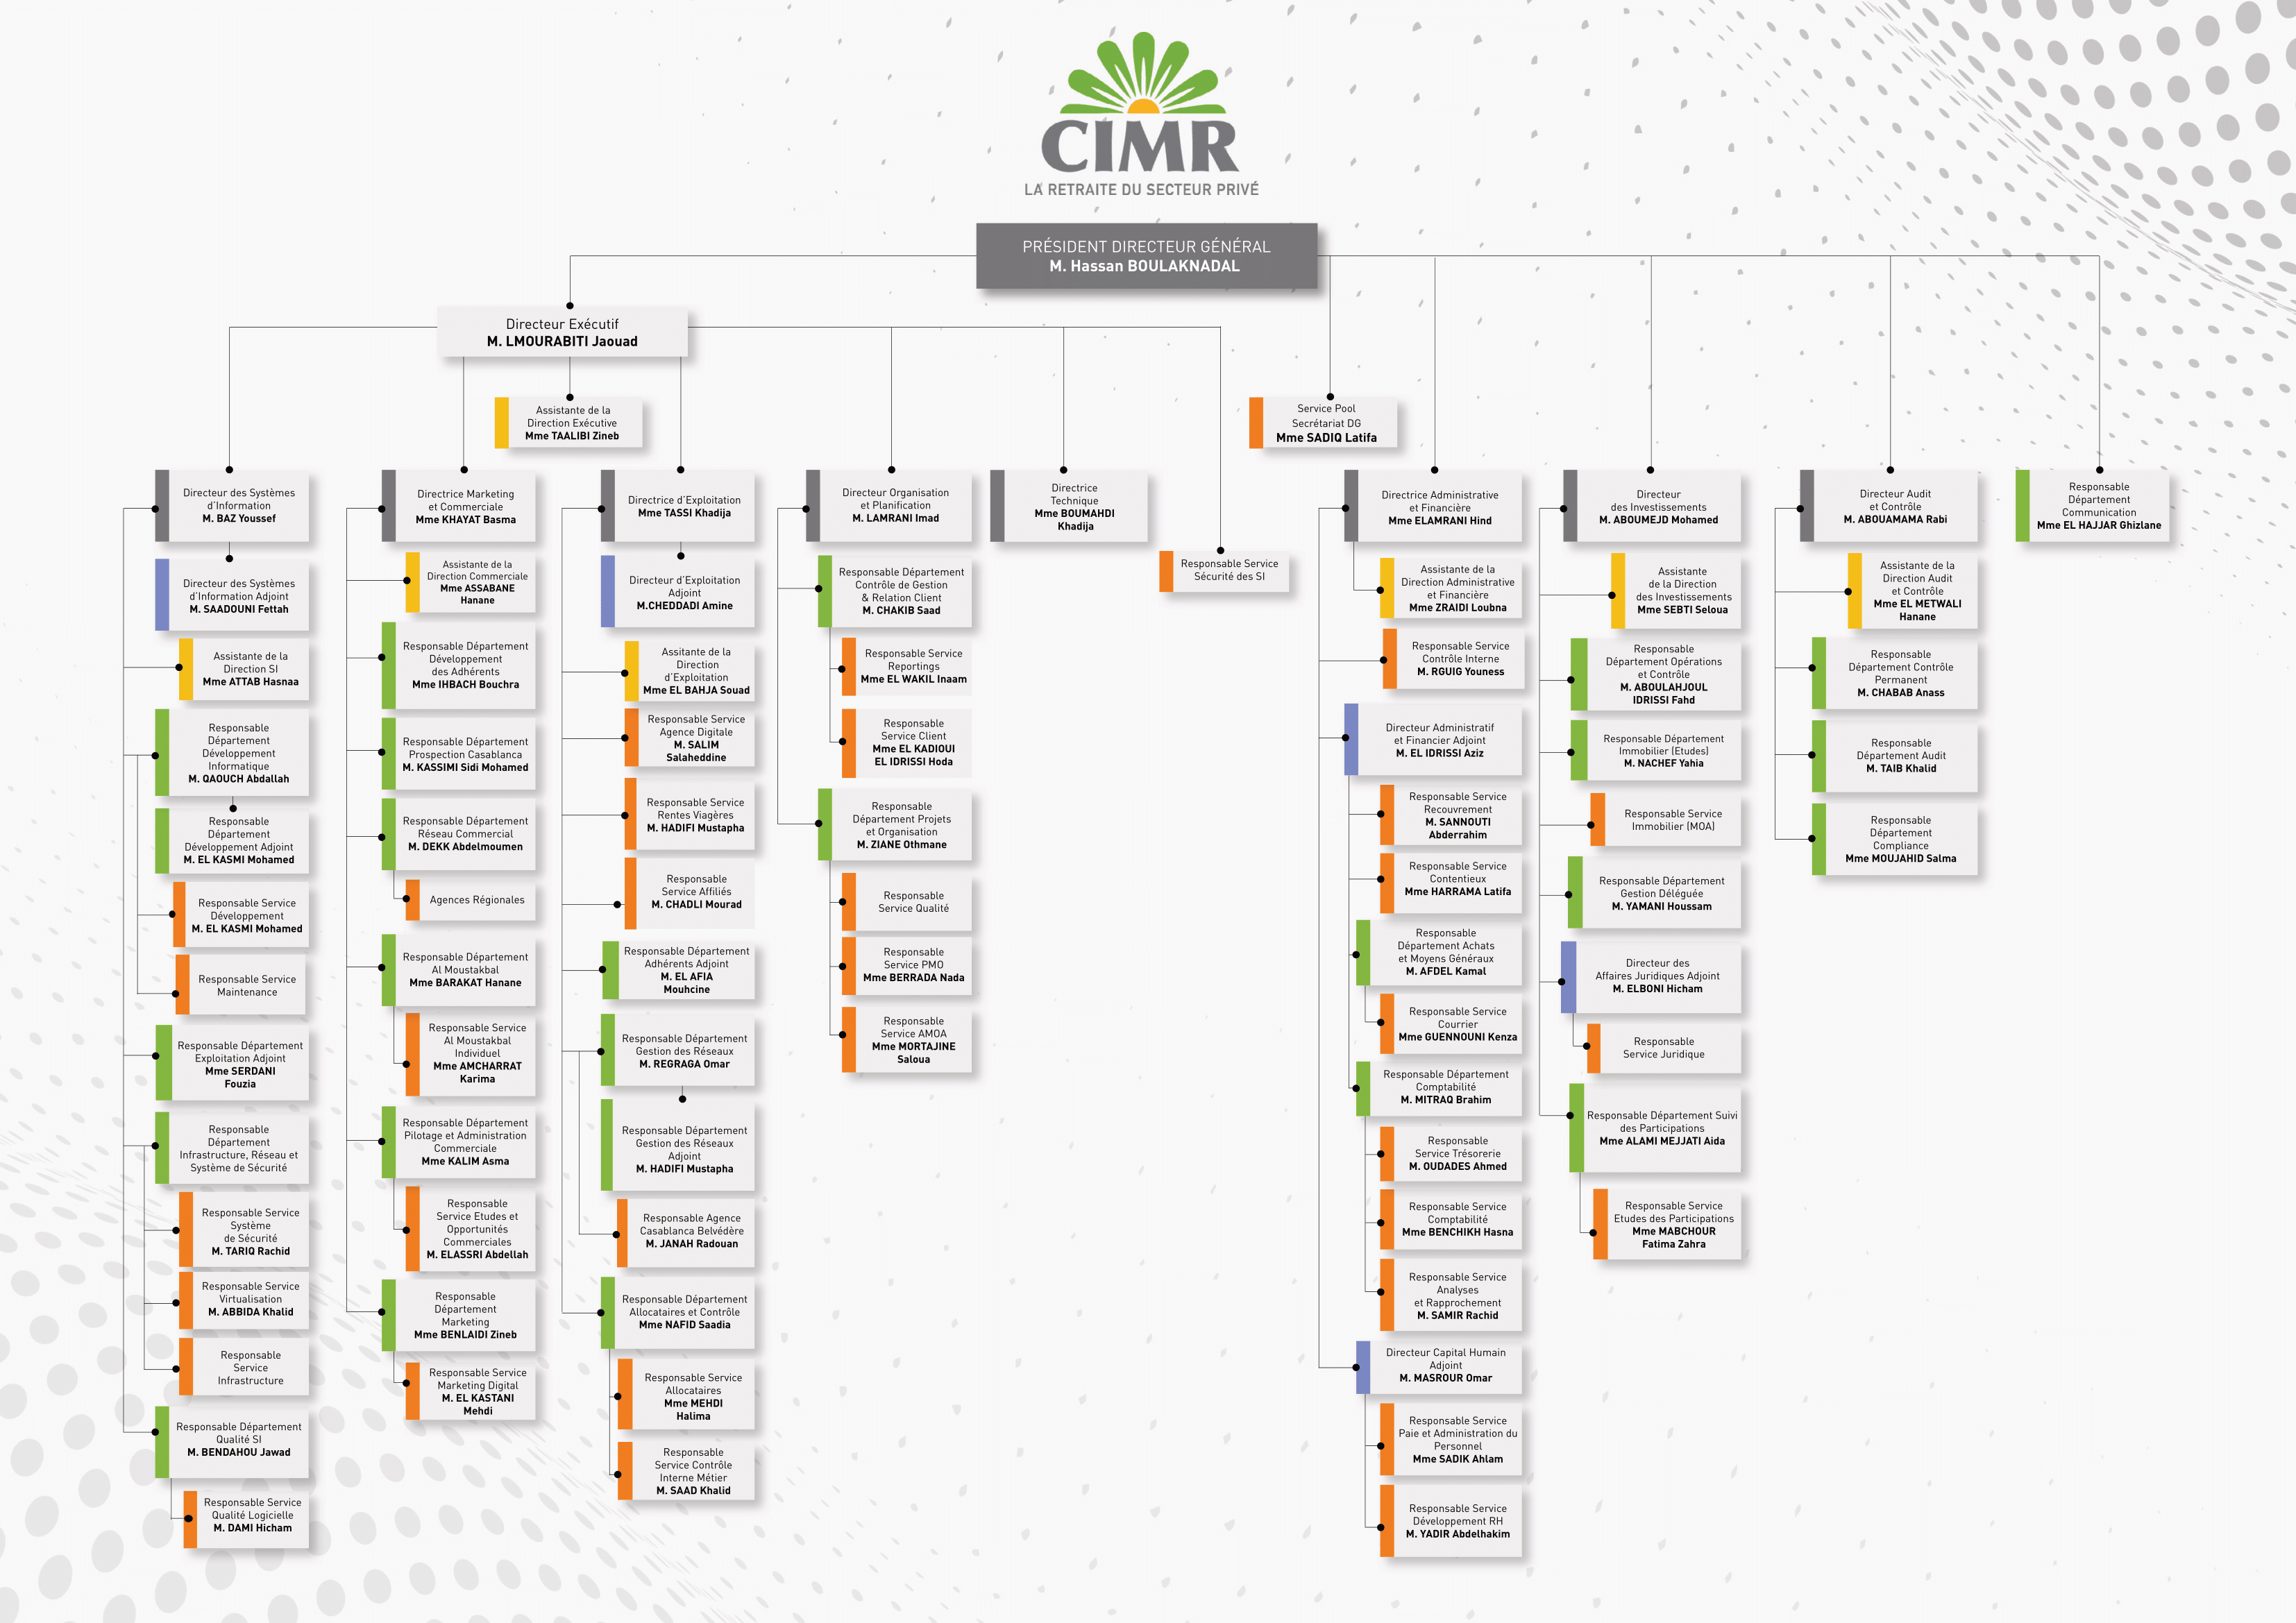 CIMR
LA RETRAITE DU SECTEUR PRIVÉ
PRÉSIDENT DIRECTEUR GÉNÉRAL
M. Hassan BOULAKNADAL
Directeur Exécutif
M. LMOURABITI Jaouad
Assistante de la
Direction Exécutive
Mme TAALIBI Zineb
Service Pool
Secrétariat DG
Mme SADIQ Latifa
Directeur des Systèmes
d'Information
M. BAZ Youssef
Directeur des Systèmes
d'Information Adjoint
M. SAADOUNI Fettah
Assistante de la
Direction SI
Mme ATTAB Hasnaa
Responsable
Département
Développement
Informatique
M. QAOUCH Abdallah
Responsable
Département
Développement Adjoint
M. EL KASMI Mohamed
Responsable Service
Développement
M. EL KASMI Mohamed
Responsable Service
Maintenance
Responsable Département
Exploitation Adjoint
Mme SERDANI
Fouzia
Responsable
Département
Infrastructure, Réseau et
Système de Sécurité
Responsable Service
Système
de Sécurité
M. TARIQ Rachid
Responsable Service
Virtualisation
M. ABBIDA Khalid
Responsable
Service
Infrastructure
Responsable Département
Qualité SI
M. BENDAHOU Jawad
Responsable Service
Qualité Logicielle
M. DAMI Hicham
Directrice Marketing
et Commerciale
Mme KHAYAT Basma
Assistante de la
Direction Commerciale
Mme ASSABANE
Hanane
Responsable Département
Développement
des Adhérents
Mme IHBACH Bouchra
Responsable Département
Prospection Casablanca
M. KASSIMI Sidi Mohamed
Responsable Département
Réseau Commercial
M. DEKK Abdelmoumen
Agences Régionales
Responsable Département
Al Moustakbal
Mme BARAKAT Hanane
Responsable Service
Al Moustakbal
Individuel
Mme AMCHARRAT
Karima
Responsable Département
Pilotage et Administration
Commerciale
Mme KALIM Asma
Responsable
Service Etudes et
Opportunités
Commerciales
M. ELASSRI Abdellah
Responsable
Département
Marketing
Mme BENLAIDI Zineb
Responsable Service
Marketing Digital
M. EL KASTANI
Mehdi
Directrice d'Exploitation
Mme TASSI Khadija
Directeur d'Exploitation
Adjoint
M.CHEDDADI Amine
Assitante de la
Direction
d'Exploitation
Mme EL BAHJA Souad
Responsable Service
Agence Digitale
M. SALIM
Salaheddine
Responsable Service
Rentes Viagères
M. HADIFI Mustapha
Responsable
Service Affiliés
M. CHADLI Mourad
Responsable Département
Adhérents Adjoint
M. EL AFIA
Mouhcine
Responsable Département
Gestion des Réseaux
M. REGRAGA Omar
Responsable Département
Gestion des Réseaux
Adjoint
M. HADIFI Mustapha
Responsable Agence
Casablanca Belvédère
M. JANAH Radouan
Responsable Département
Allocataires et Contrôle
Mme NAFID Saadia
Responsable Service
Allocataires
Mme MEHDI
Halima
Responsable
Service Contrôle
Interne Métier
M. SAAD Khalid
Directeur Organisation
et Planification
M. LAMRANI Imad
Responsable Département
Contrôle de Gestion
& Relation Client
M. CHAKIB Saad
Responsable Service
Reportings
Mme EL WAKIL Inaam
Responsable
Service Client
Mme EL KADIOUI
EL IDRISSI Hoda
Responsable
Département Projets
et Organisation
M. ZIANE Othmane
Responsable
Service Qualité
Responsable
Service PMO
Mme BERRADA Nada
Responsable
Service AMOA
Mme MORTAJINE
Saloua
Directrice
Technique
Mme BOUMAHDI
Khadija
Responsable Service
Sécurité des SI
Directrice Administrative
et Financière
Mme ELAMRANI Hind
Assistante de la
Direction Administrative
et Financière
Mme ZRAIDI Loubna
Responsable Service
Contrôle Interne
M. RGUIG Youness
Directeur Administratif
et Financier Adjoint
M. EL IDRISSI Aziz
Responsable Service
Recouvrement
M. SANNOUTI
Abderrahim
Responsable Service
Contentieux
Mme HARRAMA Latifa
Responsable
Département Achats
et Moyens Généraux
M. AFDEL Kamal
Responsable Service
Courrier
Mme GUENNOUNI Kenza
Responsable Département
Comptabilité
M. MITRAQ Brahim
Responsable
Service Trésorerie
M. OUDADES Ahmed
Responsable Service
Comptabilité
Mme BENCHIKH Hasna
Responsable Service
Analyses
et Rapprochement
M. SAMIR Rachid
Directeur Capital Humain
Adjoint
M. MASROUR Omar
Responsable Service
Paie et Administration du
Personnel
Mme SADIK Ahlam
Responsable Service
Développement RH
M. YADIR Abdelhakim
Directeur
des Investissements
M. ABOUMEJD Mohamed
Assistante
de la Direction
des Investissements
Mme SEBTI Seloua
Responsable
Département Opérations
et Contrôle
M. ABOULAHJOUL
IDRISSI Fahd
Responsable Département
Immobilier (Etudes)
M. NACHEF Yahia
Responsable Service
Immobilier (MOA)
Responsable Département
Gestion Déléguée
M. YAMANI Houssam
Directeur des
Affaires Juridiques Adjoint
M. ELBONI Hicham
Responsable
Service Juridique
Responsable Département Suivi
des Participations
Mme ALAMI MEJJATI Aida
Responsable Service
Etudes des Participations
Mme MABCHOUR
Fatima Zahra
Directeur Audit
et Contrôle
M. ABOUAMAMA Rabi
Assistante de la
Direction Audit
et Contrôle
Mme EL METWALI
Hanane
Responsable
Département Contrôle
Permanent
M. CHABAB Anass
Responsable
Département Audit
M. TAIB Khalid
Responsable
Département
Compliance
Mme MOUJAHID Salma
Responsable
Département
Communication
Mme EL HAJJAR Ghizlane